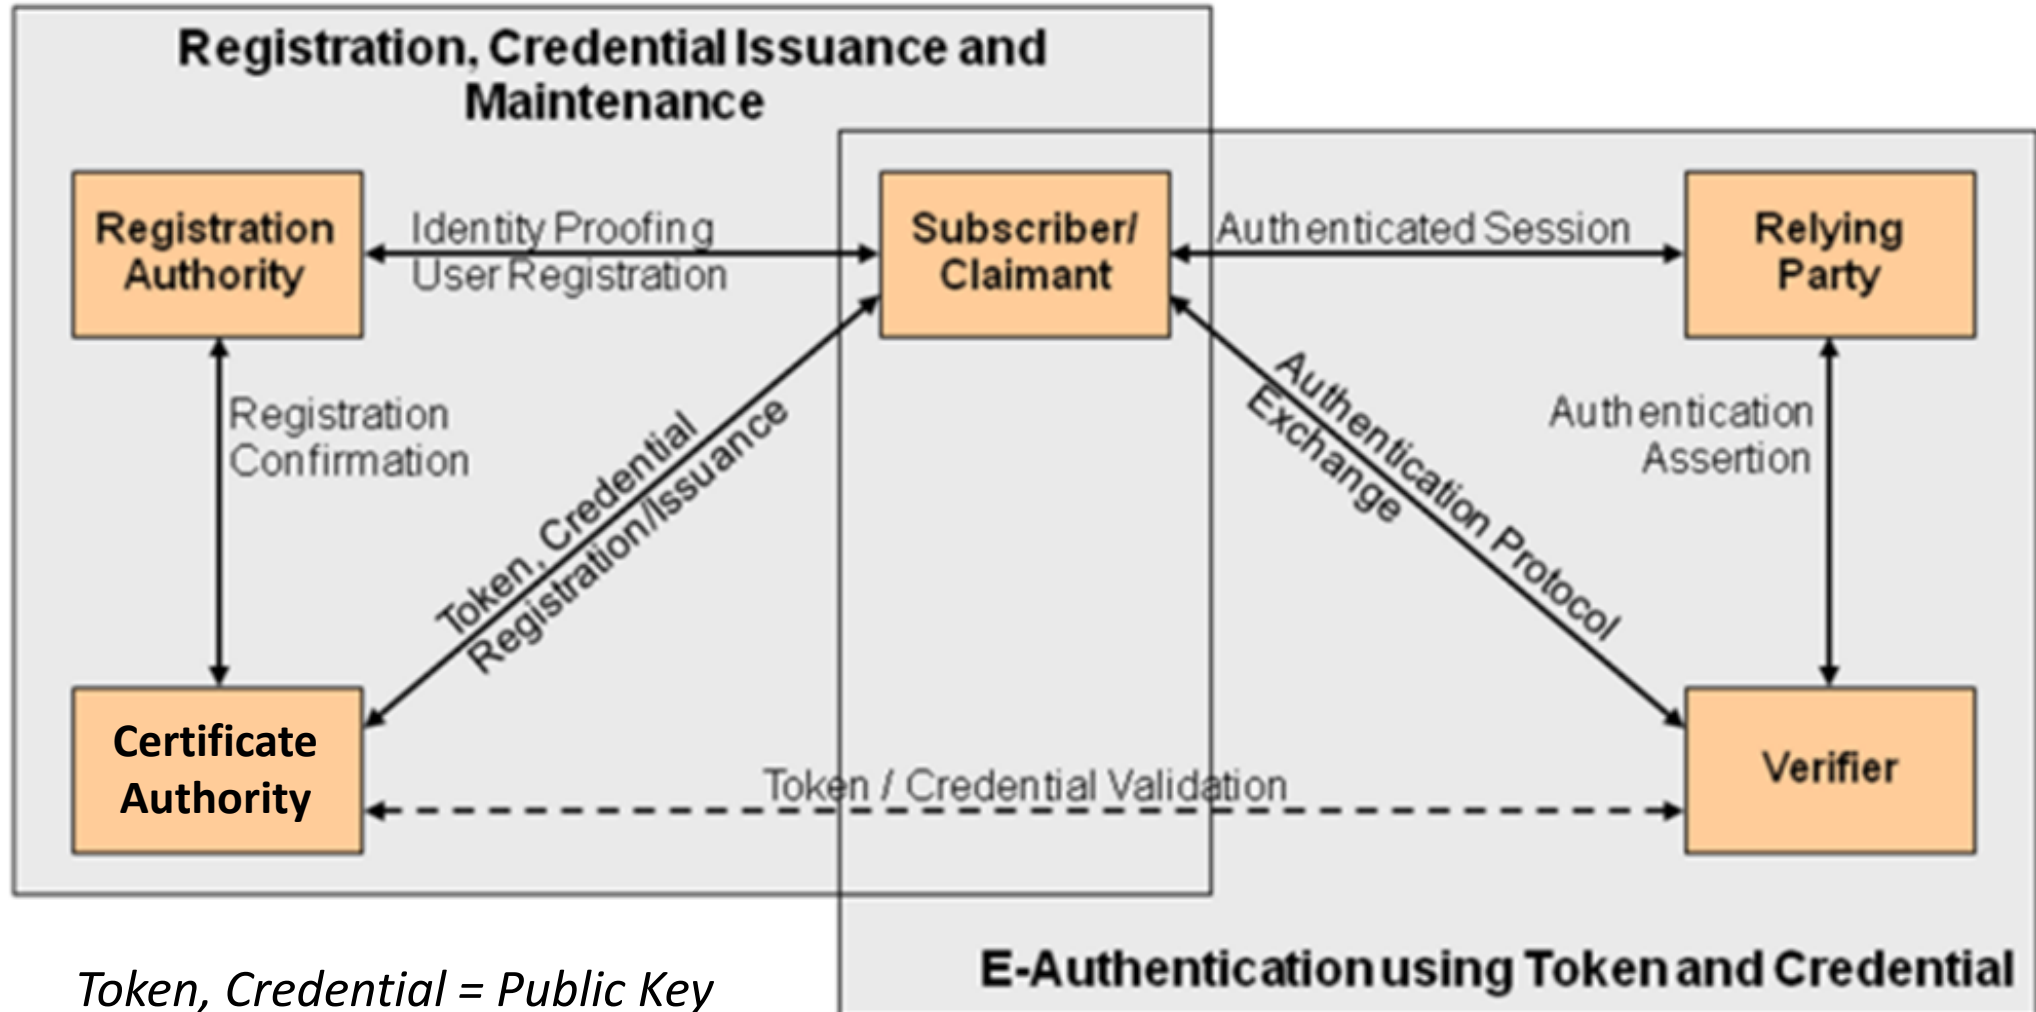 Registration, Credential Issuance and
Maintenance
Registration
Authority
Identity Proofing
User Registration
Subscriber/
Claimant
Authenticated Session
Relying
Party
Registration
Confirmation
Token, Credential
Registration/Issuance
Authentication Protocol
Exchange
Authentication
Assertion
Certificate
Authority
Token / Credential Validation
Verifier
E-Authentication using Token and Credential
Token, Credential = Public Key